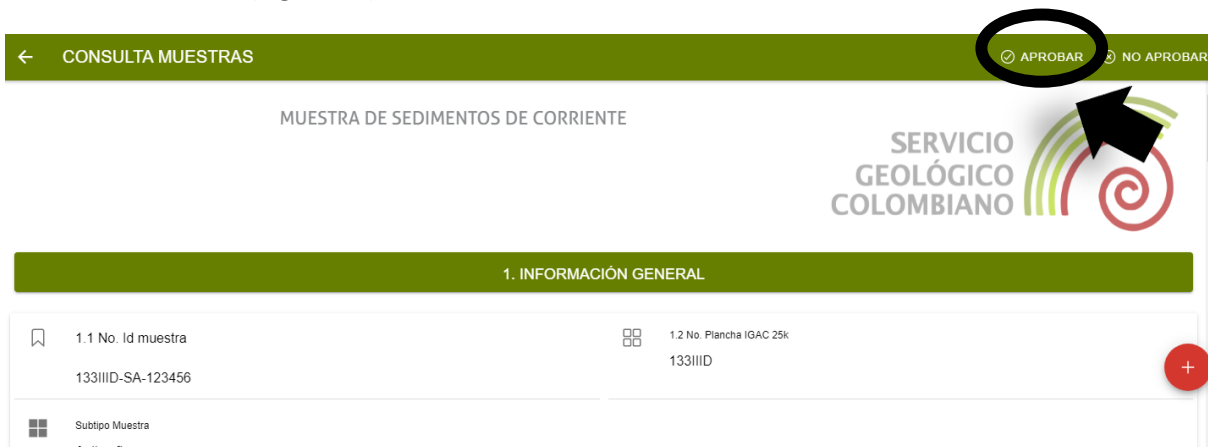 CONSULTA MUESTRAS
APROBAR
NO APROBAR
MUESTRA DE SEDIMENTOS DE CORRIENTE
SERVICIO
GEOLÓGICO
COLOMBIANO
1. INFORMACIÓN GENERAL
1.1 No. Id muestra
133IIID-SA-123456
1.2 No. Plancha IGAC 25k
133IIID
Subtipo Muestra